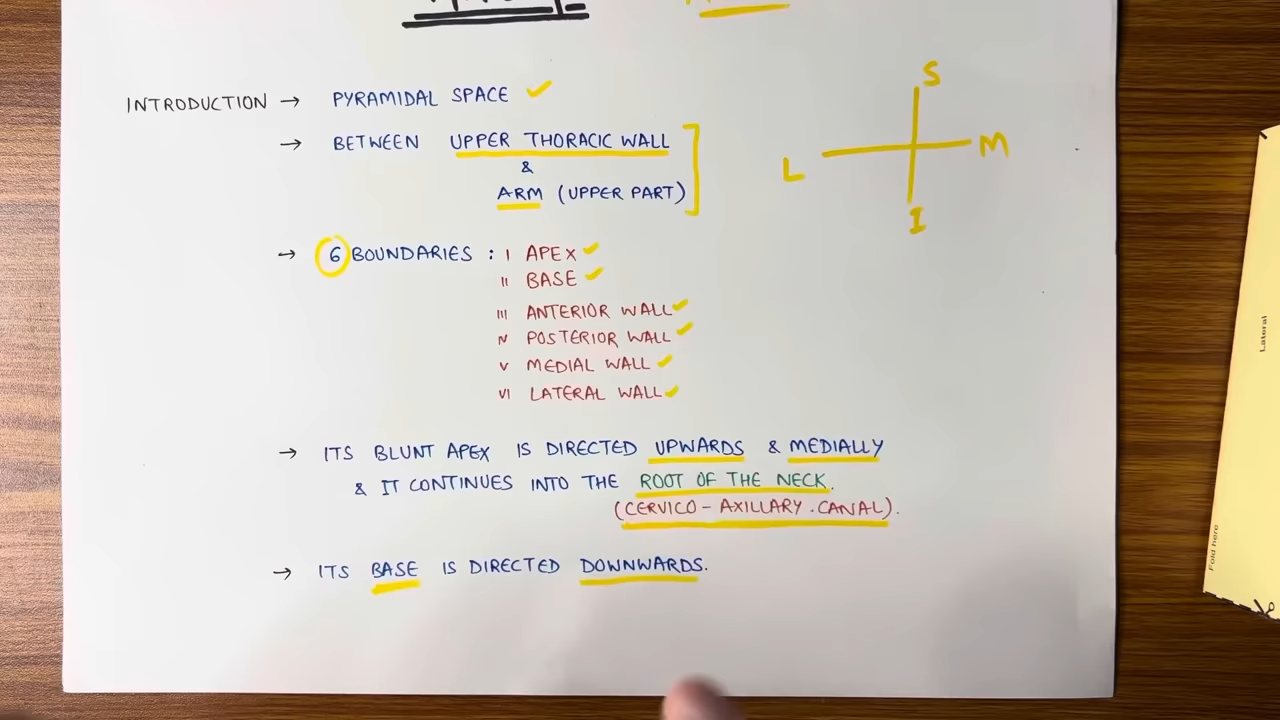 S
INTRODUCTION → PYRAMIDAL SPACE
→ BETWEEN UPPER THORACIC WALL
L
M
&
ARM (UPPER PART)
I
→ 6 BOUNDARIES : I APEX
II BASE
III ANTERIOR WALL
IV POSTERIOR WALL
V MEDIAL WALL
VI LATERAL WALL
→ ITS BLUNT APEX IS DIRECTED UPWARDS & MEDIALLY
& IT CONTINUES INTO THE ROOT OF THE NECK.
(CERVICO - AXILLARY . CANAL).
→ ITS BASE IS DIRECTED DOWNWARDS.
Lateral
Fold here